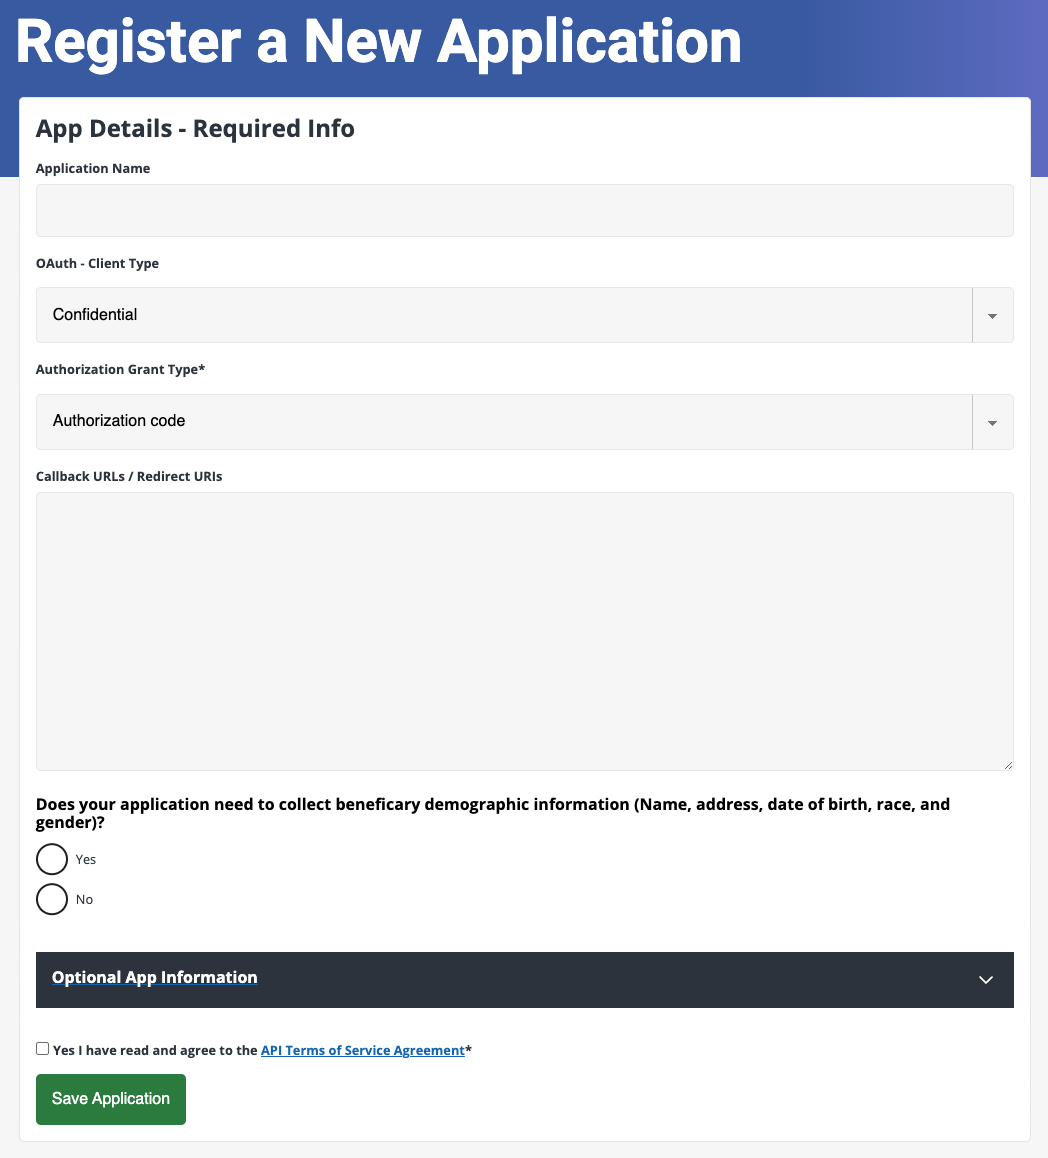 Register a New Application
App Details - Required Info
Application Name
OAuth - Client Type
Confidential
Authorization Grant Type*
Authorization code
Callback URLs / Redirect URIs
Does your application need to collect beneficary demographic information (Name, address, date of birth, race, and
gender)?
Yes
No
Optional App Information
Yes I have read and agree to the API Terms of Service Agreement*
Save Application